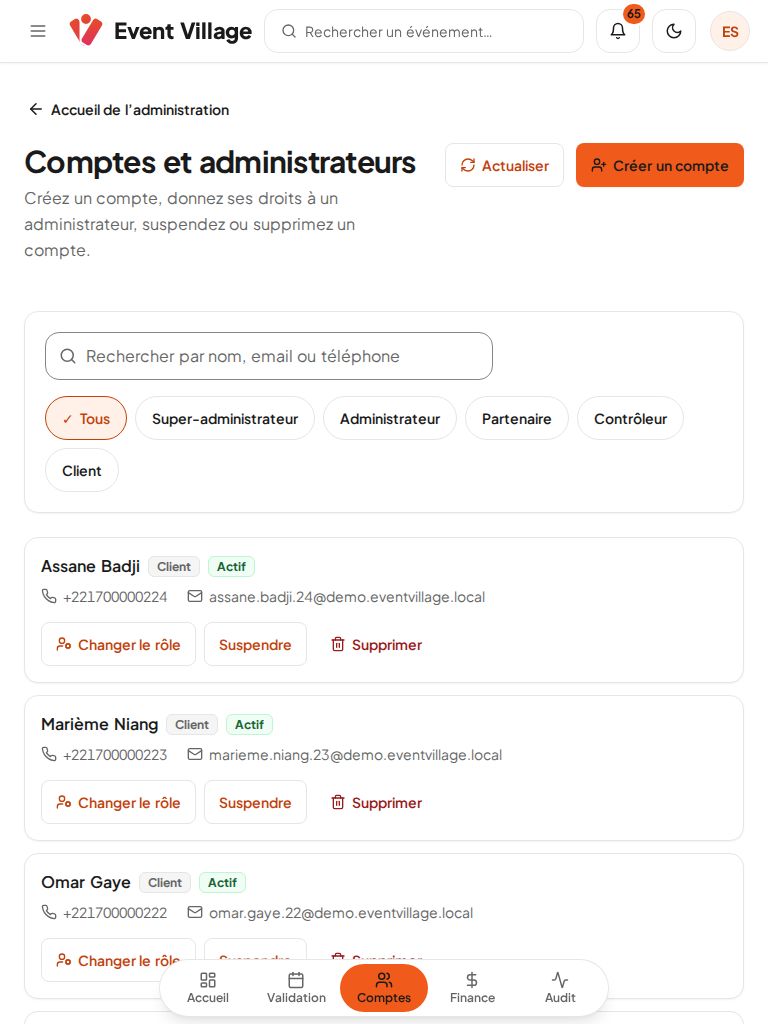 Event Village
Rechercher un événement...
65
ES
Accueil de l'administration
Comptes et administrateurs
Actualiser
Créer un compte
Créez un compte, donnez ses droits à un
administrateur, suspendez ou supprimez un
compte.
Rechercher par nom, email ou téléphone
✓ Tous
Super-administrateur
Administrateur
Partenaire
Contrôleur
Client
Assane Badji Client Actif
+221700000224 assane.badji.24@demo.eventvillage.local
Changer le rôle Suspendre Supprimer
Marième Niang Client Actif
+221700000223 marieme.niang.23@demo.eventvillage.local
Changer le rôle Suspendre Supprimer
Omar Gaye Client Actif
+221700000222 omar.gaye.22@demo.eventvillage.local
Changer le rôle Suspendre Supprimer
Accueil Validation Comptes Finance Audit